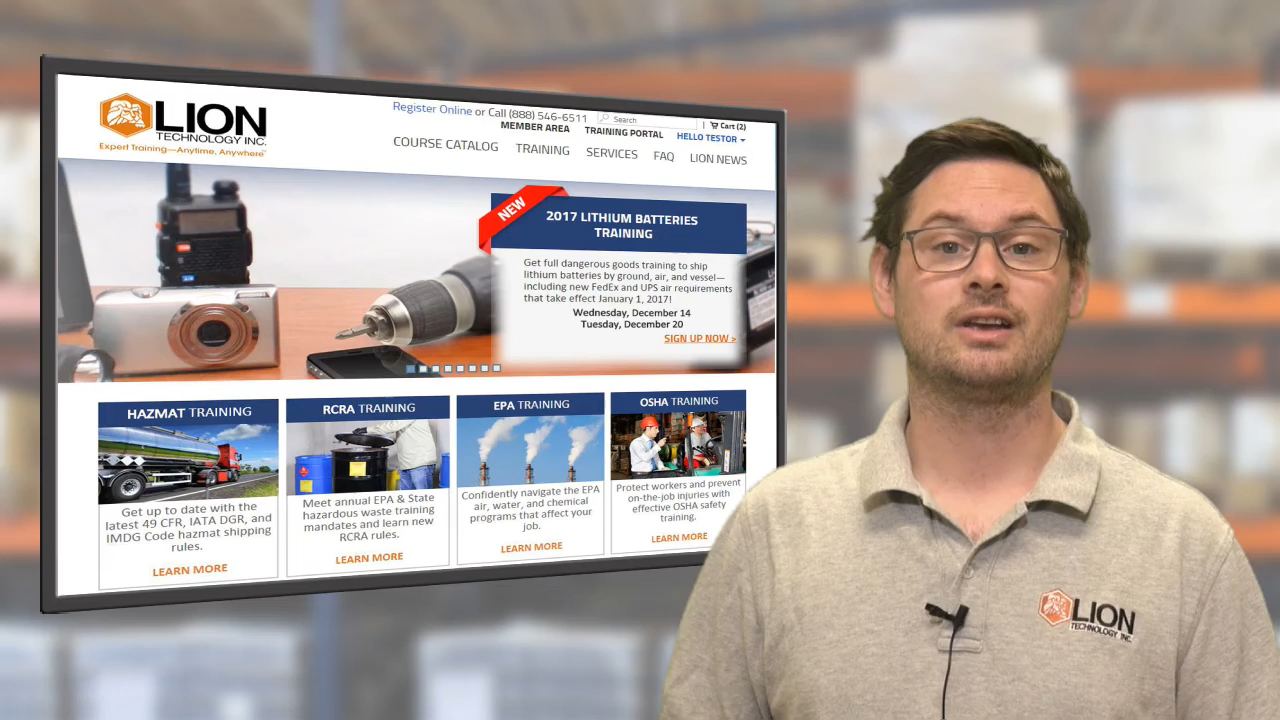 LION
TECHNOLOGY INC.
Expert Training—Anytime, Anywhere™
Register Online or Call (888) 546-6511
Search
Cart (2)
MEMBER AREA TRAINING PORTAL HELLO TESTOR
COURSE CATALOG TRAINING SERVICES FAQ LION NEWS
NEW
2017 LITHIUM BATTERIES
TRAINING
Get full dangerous goods training to ship
lithium batteries by ground, air, and vessel—
including new FedEx and UPS air requirements
that take effect January 1, 2017!
Wednesday, December 14
Tuesday, December 20
SIGN UP NOW >
HAZMAT TRAINING
Get up to date with the
latest 49 CFR, IATA DGR, and
IMDG Code hazmat shipping
rules.
LEARN MORE
RCRA TRAINING
Meet annual EPA & State
hazardous waste training
mandates and learn new
RCRA rules.
LEARN MORE
EPA TRAINING
Confidently navigate the EPA
air, water, and chemical
programs that affect your
job.
LEARN MORE
OSHA TRAINING
Protect workers and prevent
on-the-job injuries with
effective OSHA safety
training.
LEARN MORE
LION
TECHNOLOGY INC.